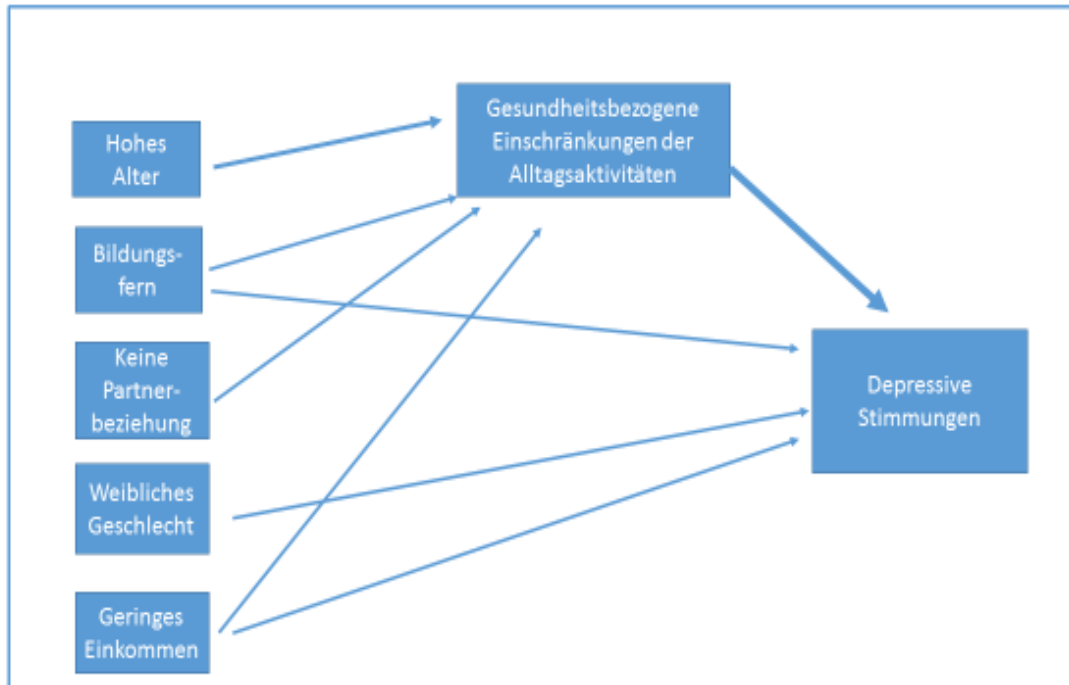 Hohes
Alter
Bildungs-
fern
Keine
Partner-
beziehung
Weibliches
Geschlecht
Geringes
Einkommen
Gesundheitsbezogene
Einschränkungen der
Alltagsaktivitäten
Depressive
Stimmungen